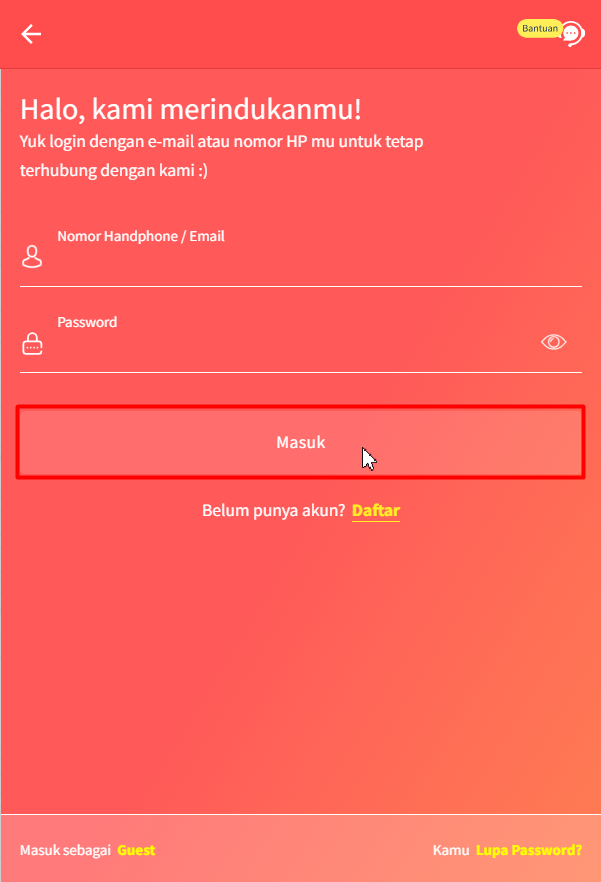 Bantuan
Halo, kami merindukanmu!
Yuk login dengan e-mail atau nomor HP mu untuk tetap
terhubung dengan kami :)
Nomor Handphone / Email
Password
Masuk
Belum punya akun? Daftar
Masuk sebagai Guest
Kamu Lupa Password?